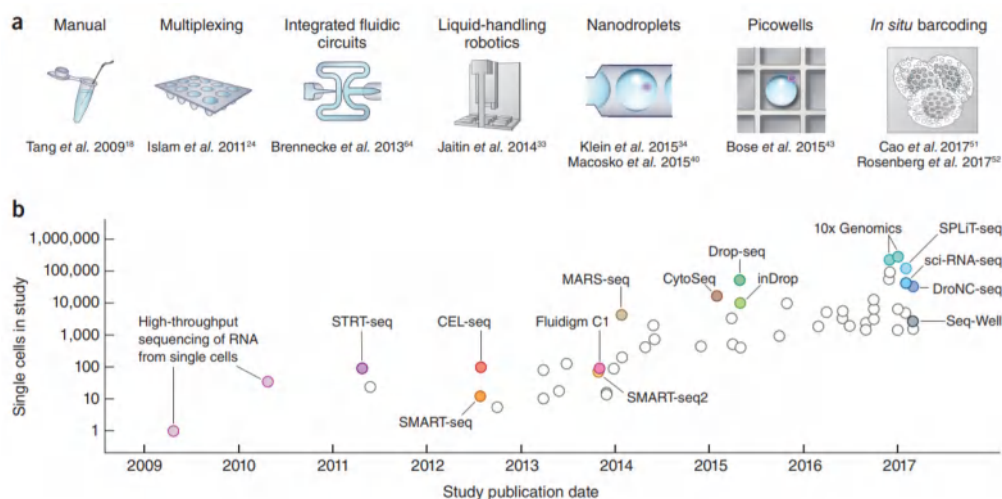 a
Manual
Multiplexing
Integrated fluidic
circuits
Liquid-handling
robotics
Nanodroplets
Picowells
In situ barcoding
Tang et al. 2009¹⁸
Islam et al. 2011²⁴
Brennecke et al. 2013⁶⁴
Jaitin et al. 2014³³
Klein et al. 2015³⁴
Macosko et al. 2015⁴⁰
Bose et al. 2015⁴³
Cao et al. 2017⁵¹
Rosenberg et al. 2017⁵²
b
Single cells in study
1,000,000
100,000
10,000
1,000
100
10
1
High-throughput
sequencing of RNA
from single cells
STRT-seq
CEL-seq
SMART-seq
Fluidigm C1
SMART-seq2
MARS-seq
CytoSeq
Drop-seq
inDrop
10x Genomics
SPLiT-seq
sci-RNA-seq
DroNC-seq
Seq-Well
2009
2010
2011
2012
2013
2014
2015
2016
2017
Study publication date